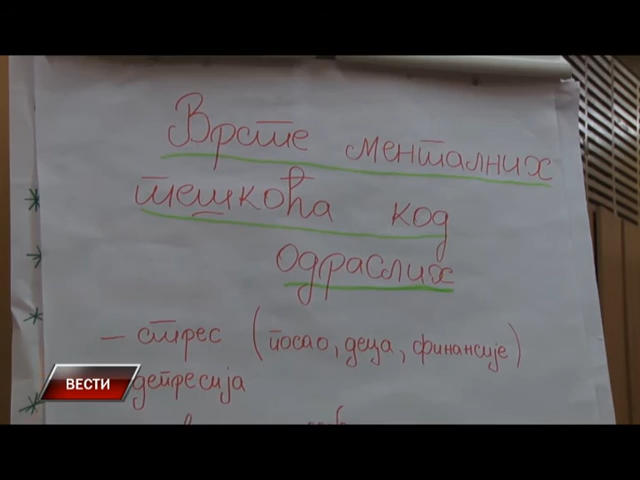 Врсте менталних
тешкоћа код
одраслих
– стрес (посао, деца, финансије)
депресија
ВЕСТИ